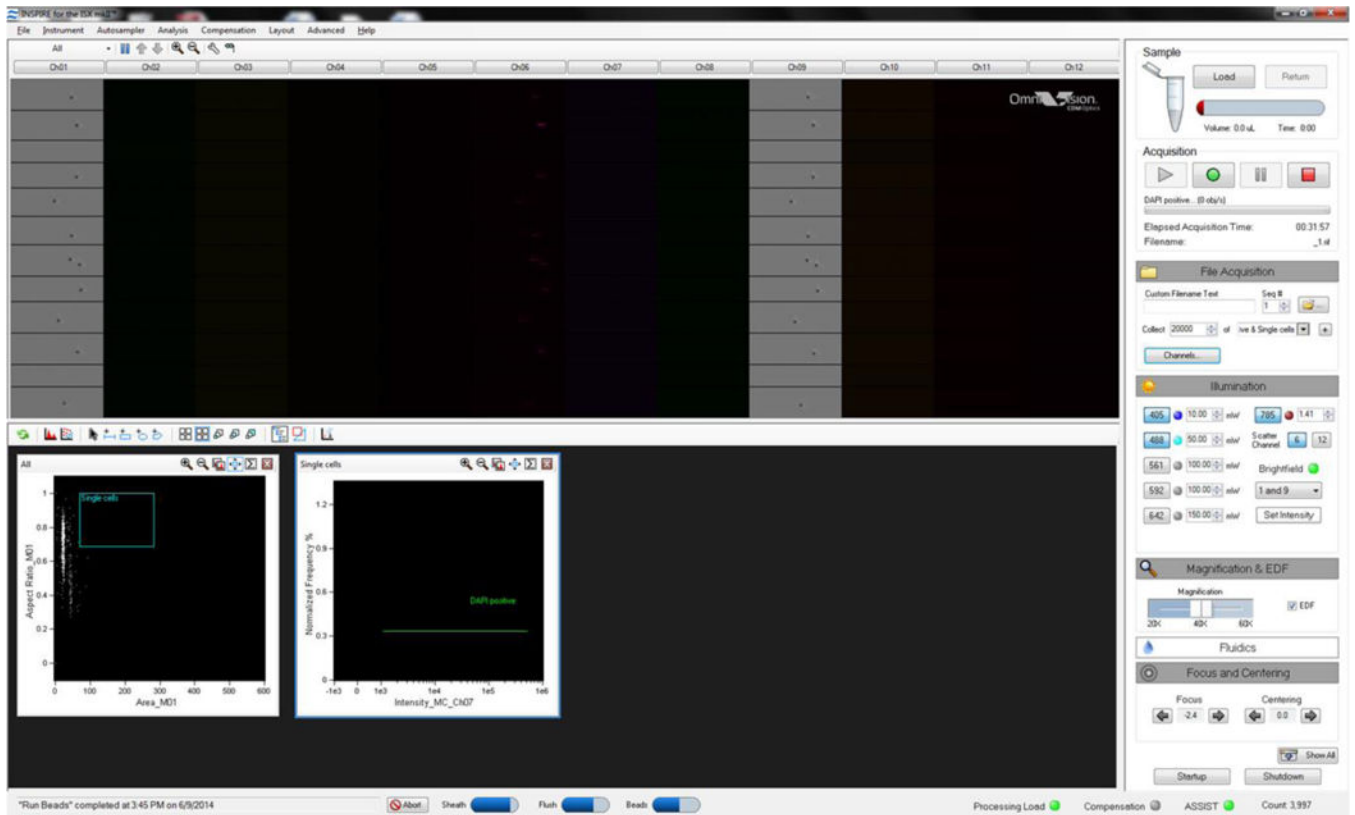 INSPIRE for the ISX mkII™
File Instrument Autosampler Analysis Compensation Layout Advanced Help
All
Ch01 Ch02 Ch03 Ch04 Ch05 Ch06 Ch07 Ch08 Ch09 Ch10 Ch11 Ch12
OmniVision
EDM Optics
Sample
Load Return
Volume: 0.0 uL Time: 0:00
Acquisition
DAPI positive... (0 obj/s)
Elapsed Acquisition Time: 00:31:57
Filename: _1.rif
File Acquisition
Custom Filename Text Seq #
1 ...
Collect 20000 of ive & Single cells +
Channels...
Illumination
405 10.00 mW 785 1.41
488 50.00 mW Scatter Channel 6 12
561 100.00 mW Brightfield
592 100.00 mW 1 and 9
642 150.00 mW Set Intensity
Magnification & EDF
Magnification
EDF
20X 40X 60X
Fluidics
Focus and Centering
Focus Centering
-2.4 0.0
Show All
Startup Shutdown
All
Single cells
1
0.8
0.6
0.4
0.2
0
Aspect Ratio_M01
0 100 200 300 400 500 600
Area_M01
Single cells
1.2
0.9
0.6
0.3
0
Normalized Frequency %
DAPI positive
-1e3 0 1e3 1e4 1e5 1e6
Intensity_MC_Ch07
"Run Beads" completed at 3:45 PM on 6/9/2014 Abort Sheath Flush Beads Processing Load Compensation ASSIST Count: 3,997